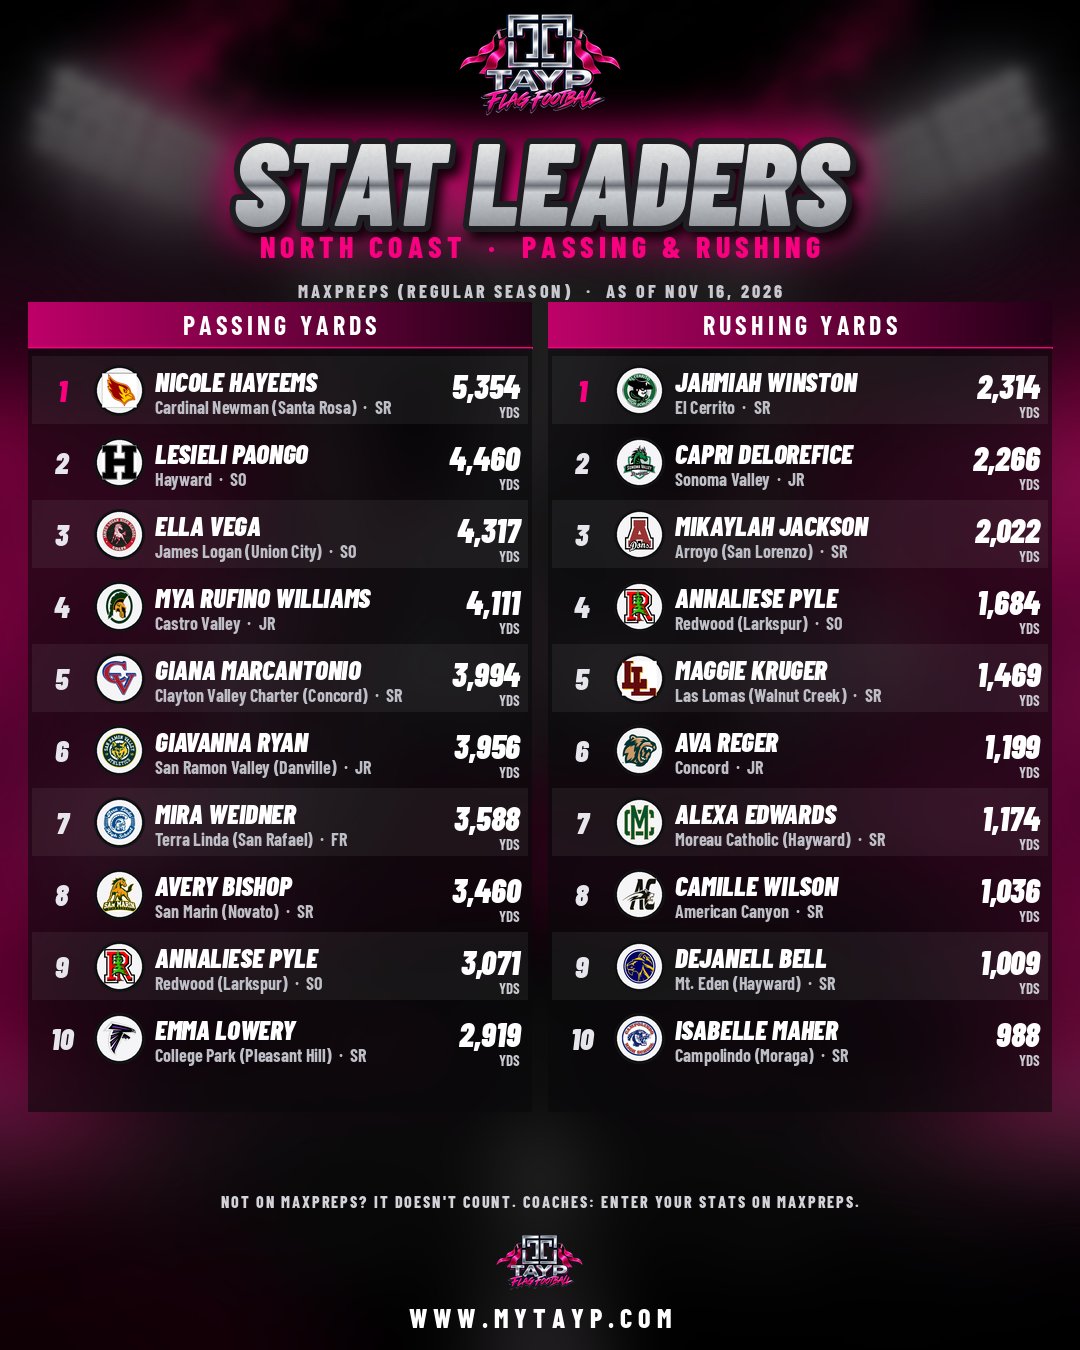 TAYP
FLAG FOOTBALL
STAT LEADERS
NORTH COAST · PASSING & RUSHING
MAXPREPS (REGULAR SEASON) · AS OF NOV 16, 2026
PASSING YARDS
1
NICOLE HAYEEMS
Cardinal Newman (Santa Rosa) · SR
5,354
YDS
2
H
LESIELI PAONGO
Hayward · SO
4,460
YDS
3
ELLA VEGA
James Logan (Union City) · SO
4,317
YDS
4
MYA RUFINO WILLIAMS
Castro Valley · JR
4,111
YDS
5
CV
GIANA MARCANTONIO
Clayton Valley Charter (Concord) · SR
3,994
YDS
6
GIAVANNA RYAN
San Ramon Valley (Danville) · JR
3,956
YDS
7
MIRA WEIDNER
Terra Linda (San Rafael) · FR
3,588
YDS
8
SAN MARIN
AVERY BISHOP
San Marin (Novato) · SR
3,460
YDS
9
R
ANNALIESE PYLE
Redwood (Larkspur) · SO
3,071
YDS
10
EMMA LOWERY
College Park (Pleasant Hill) · SR
2,919
YDS
RUSHING YARDS
1
JAHMIAH WINSTON
El Cerrito · SR
2,314
YDS
2
CAPRI DELOREFICE
Sonoma Valley · JR
2,266
YDS
3
A
Dons
MIKAYLAH JACKSON
Arroyo (San Lorenzo) · SR
2,022
YDS
4
R
ANNALIESE PYLE
Redwood (Larkspur) · SO
1,684
YDS
5
LL
MAGGIE KRUGER
Las Lomas (Walnut Creek) · SR
1,469
YDS
6
AVA REGER
Concord · JR
1,199
YDS
7
MC
ALEXA EDWARDS
Moreau Catholic (Hayward) · SR
1,174
YDS
8
AC
CAMILLE WILSON
American Canyon · SR
1,036
YDS
9
DEJANELL BELL
Mt. Eden (Hayward) · SR
1,009
YDS
10
ISABELLE MAHER
Campolindo (Moraga) · SR
988
YDS
NOT ON MAXPREPS? IT DOESN'T COUNT. COACHES: ENTER YOUR STATS ON MAXPREPS.
TAYP
FLAG FOOTBALL
WWW.MYTAYP.COM